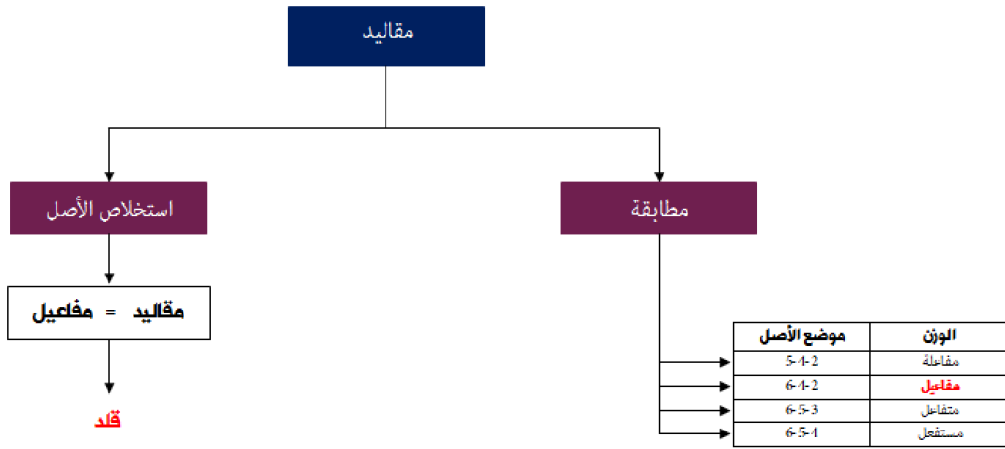 مقاليد
مطابقة
استخلاص الأصل
مقاليد = مفاعيل
قلد
الوزن موضع الأصل
مفاعلة 5-4-2
مفاعيل 6-4-2
متفاعل 6-5-3
مستفعل 6-5-4